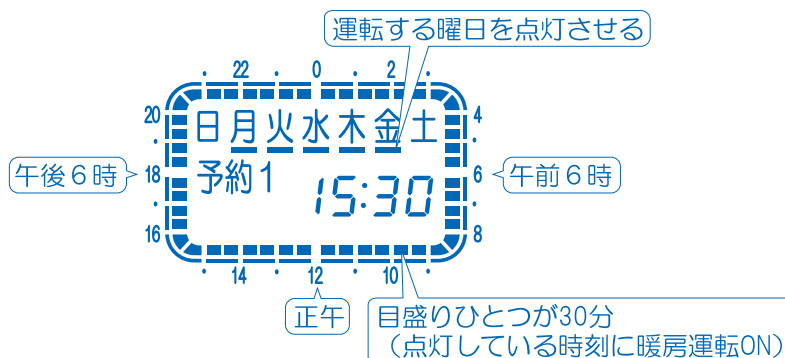 運転する曜日を点灯させる
22 0 2
20 4
日月火水木金土
午後6時 18 予約1 6 午前6時
15:30
16 8
14 12 10
正午
目盛りひとつが30分
（点灯している時刻に暖房運転ON）